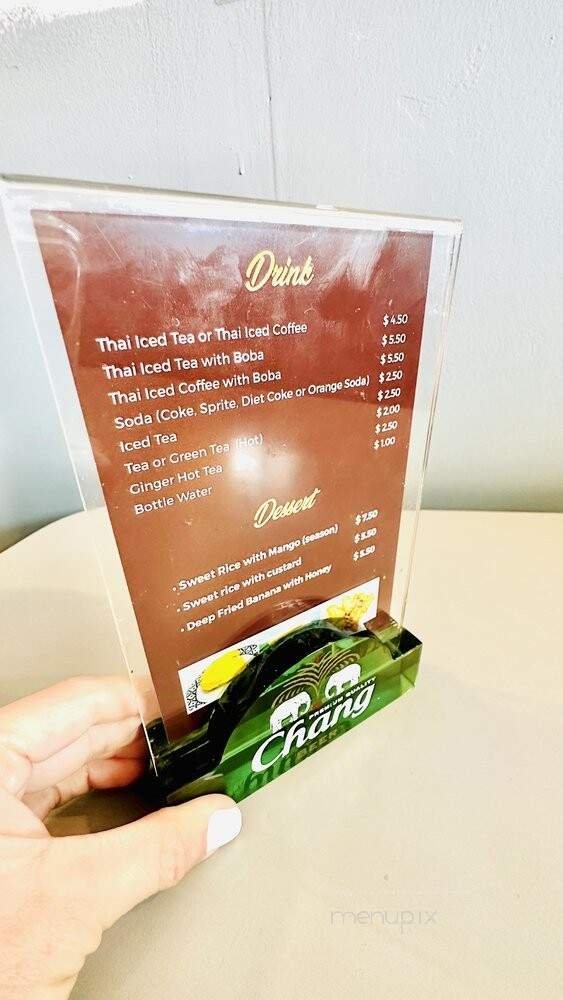 Drink
Thai Iced Tea or Thai Iced Coffee $4.50
Thai Iced Tea with Boba $5.50
Thai Iced Coffee with Boba $5.50
Soda (Coke, Sprite, Diet Coke or Orange Soda) $2.50
Iced Tea $2.50
Tea or Green Tea (Hot) $2.00
Ginger Hot Tea $2.50
Bottle Water $1.00
Dessert
• Sweet Rice with Mango (season) $7.50
• Sweet rice with custard $5.50
• Deep Fried Banana with Honey $5.50
PREMIUM QUALITY
Chang
BEER
menupix